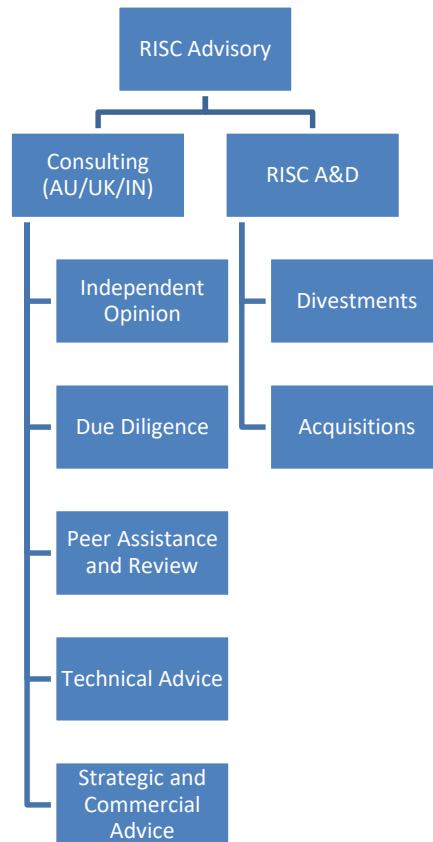 RISC Advisory
Consulting
(AU/UK/IN)
RISC A&D
Independent
Opinion
Divestments
Due Diligence
Acquisitions
Peer Assistance
and Review
Technical Advice
Strategic and
Commercial
Advice